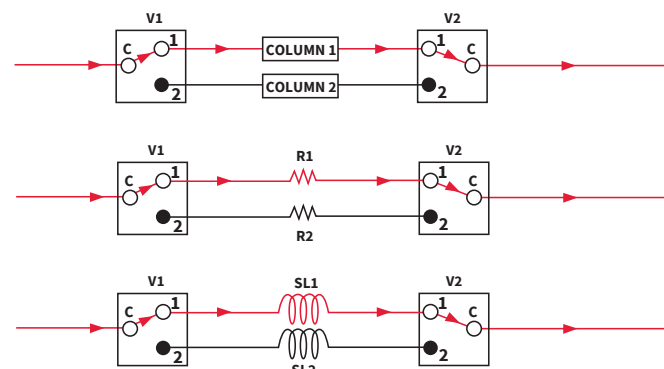 V1 V2
C 1 COLUMN 1 1 C
2 COLUMN 2 2
V1 R1 V2
C 1 1 C
2 R2 2
V1 SL1 V2
C 1 1 C
2 2